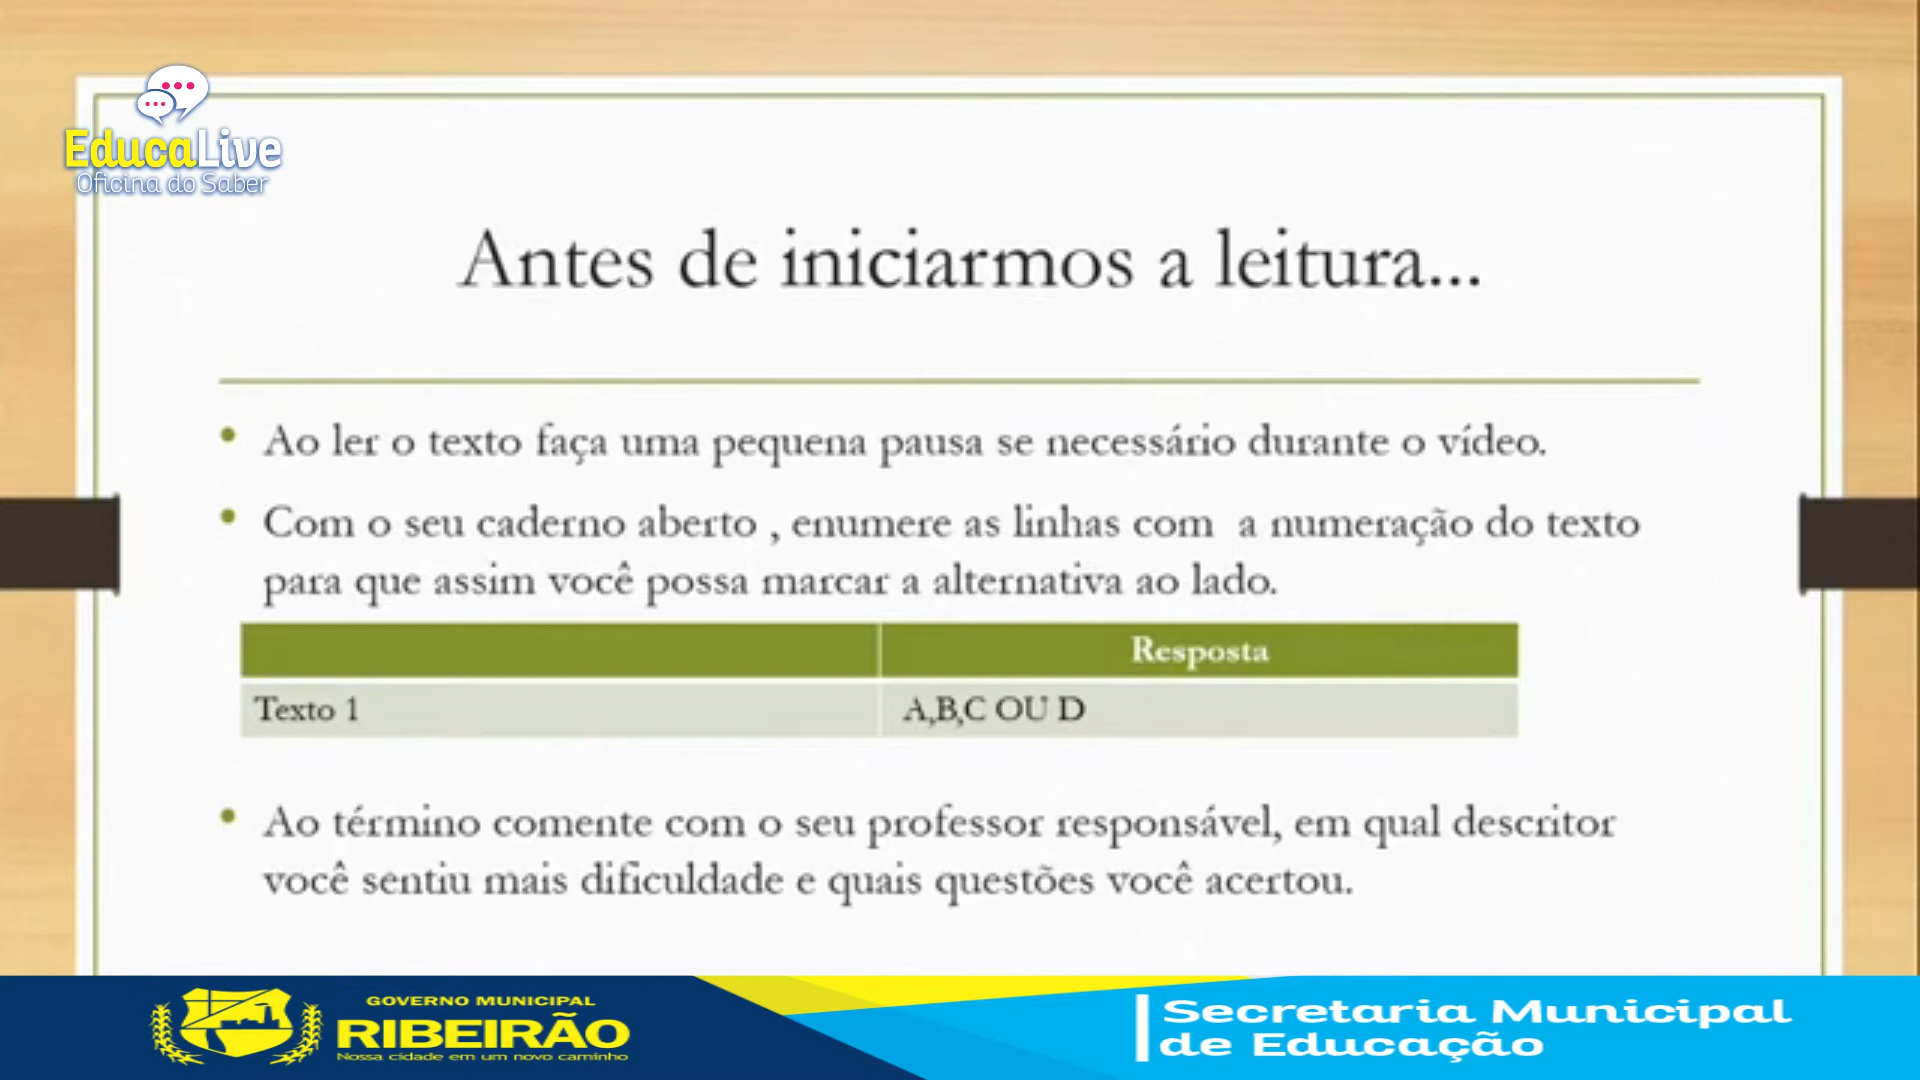 EducaLive
Oficina do Saber
Antes de iniciarmos a leitura...
• Ao ler o texto faça uma pequena pausa se necessário durante o vídeo.
• Com o seu caderno aberto , enumere as linhas com a numeração do texto
para que assim você possa marcar a alternativa ao lado.
Resposta
Texto 1 A,B,C OU D
• Ao término comente com o seu professor responsável, em qual descritor
você sentiu mais dificuldade e quais questões você acertou.
GOVERNO MUNICIPAL
RIBEIRÃO
Nossa cidade em um novo caminho
Secretaria Municipal
de Educação